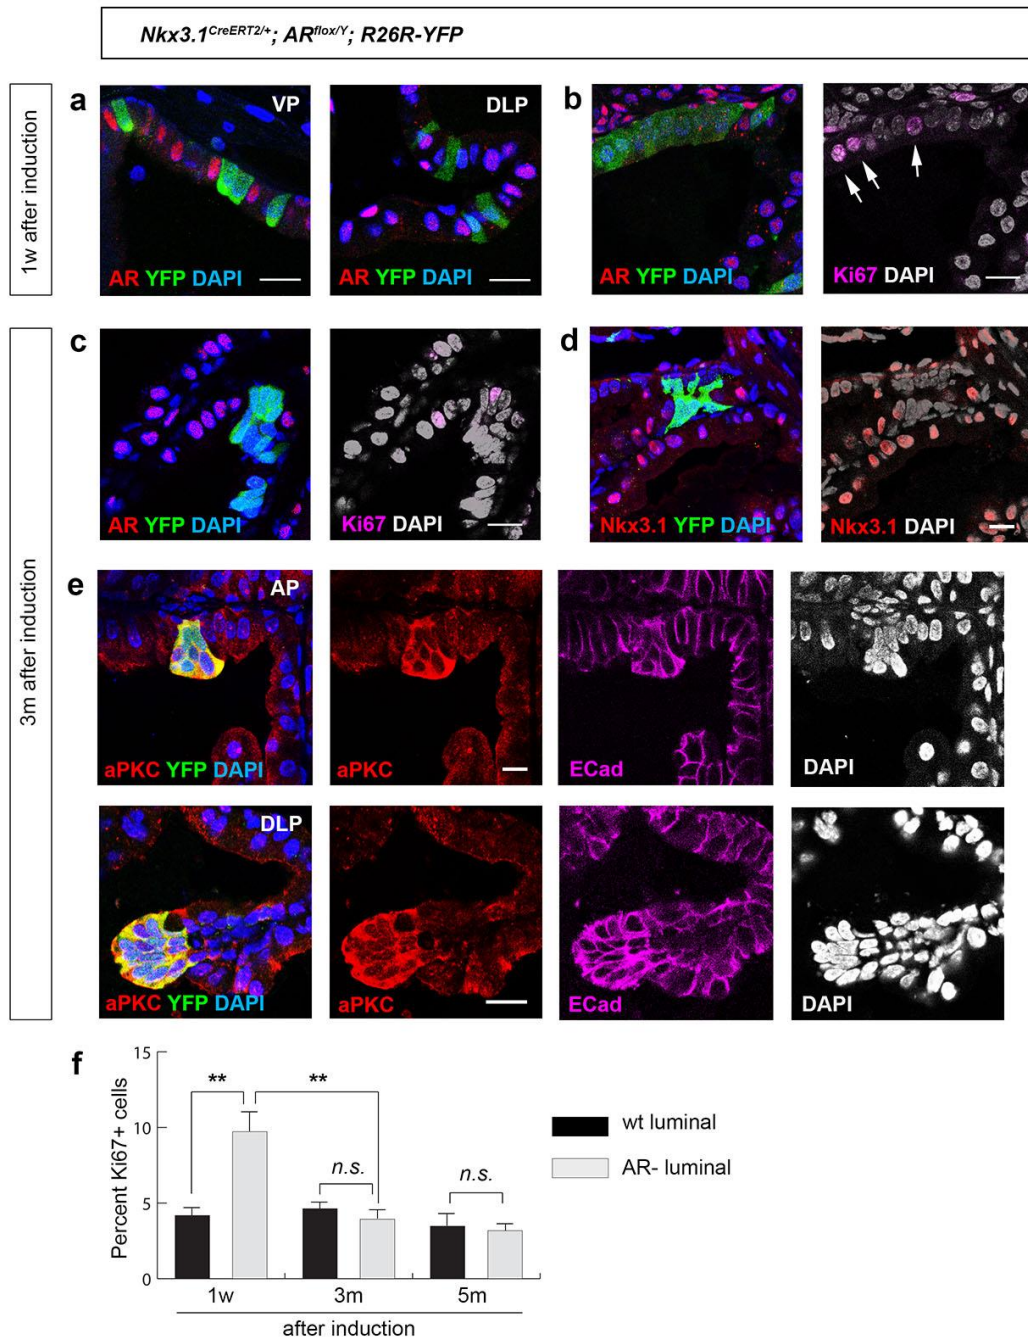 Nkx3.1CreERT2/+; ARflox/Y; R26R-YFP
1w after induction
a
VP
AR YFP DAPI
DLP
AR YFP DAPI
b
AR YFP DAPI
Ki67 DAPI
3m after induction
c
AR YFP DAPI
Ki67 DAPI
d
Nkx3.1 YFP DAPI
Nkx3.1 DAPI
e
AP
aPKC YFP DAPI
aPKC
ECad
DAPI
DLP
aPKC YFP DAPI
aPKC
ECad
DAPI
f
Percent Ki67+ cells
15
10
5
0
**
**
n.s.
n.s.
1w
3m
5m
after induction
wt luminal
AR- luminal